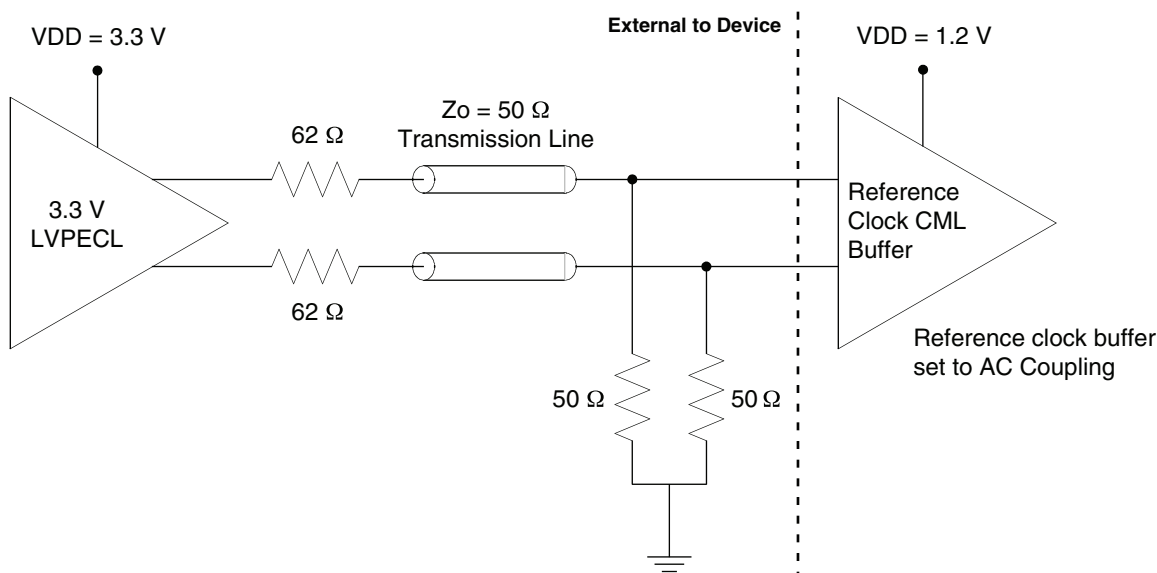 External to Device
VDD = 3.3 V
VDD = 1.2 V
Zo = 50 Ω
Transmission Line
62 Ω
3.3 V
LVPECL
62 Ω
Reference
Clock CML
Buffer
Reference clock buffer
set to AC Coupling
50 Ω
50 Ω